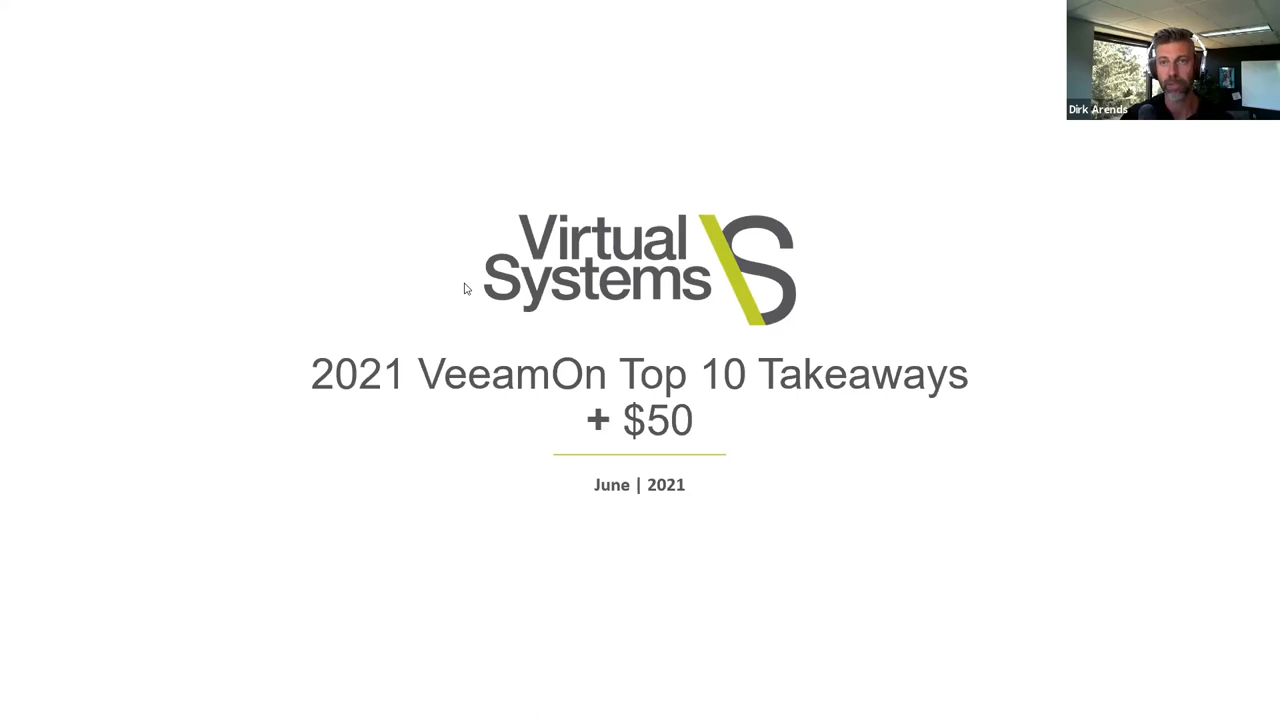 Dirk Arends
Virtual
Systems
S
2021 VeeamOn Top 10 Takeaways
+ $50
June | 2021